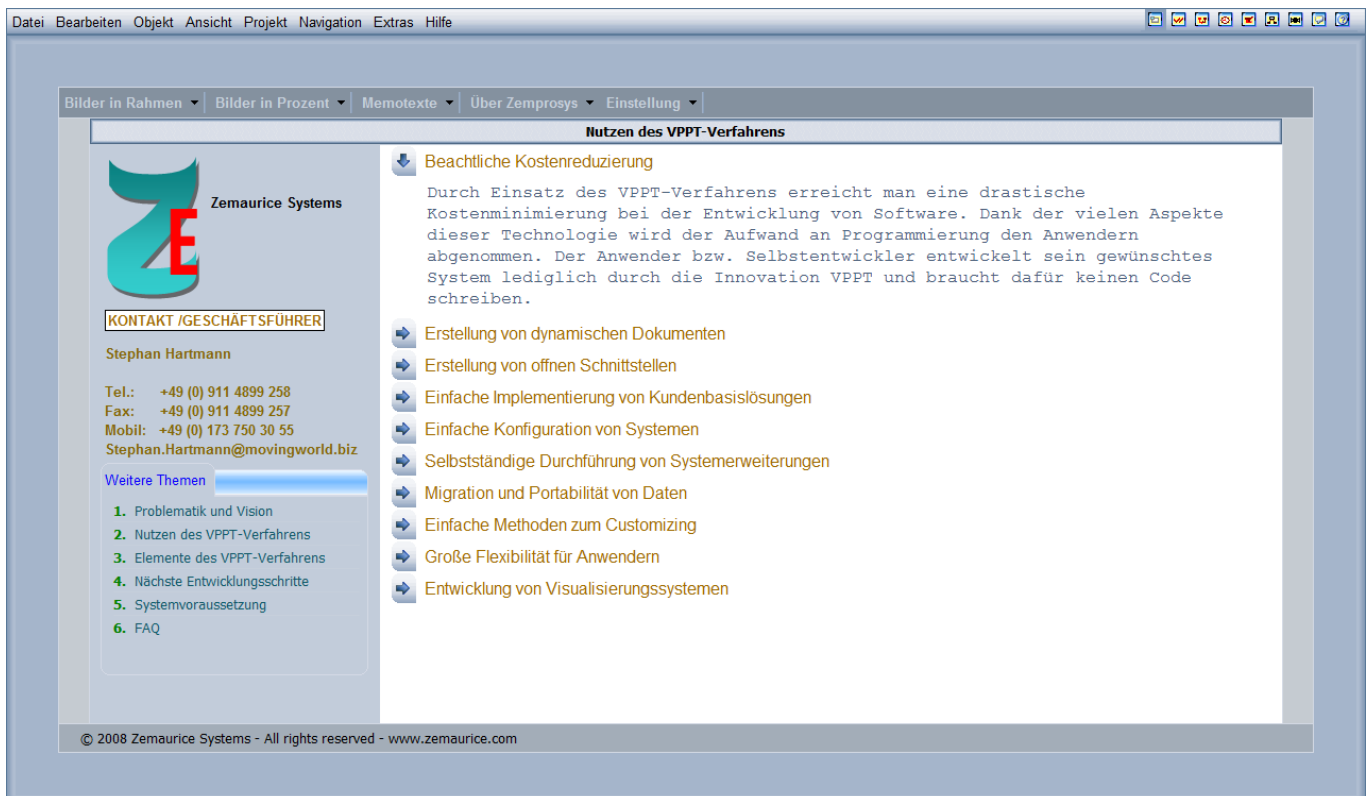 Datei Bearbeiten Objekt Ansicht Projekt Navigation Extras Hilfe
Bilder in Rahmen Bilder in Prozent Memotexte Über Zemprosys Einstellung
Nutzen des VPPT-Verfahrens
ZE
Zemaurice Systems
KONTAKT /GESCHÄFTSFÜHRER
Stephan Hartmann
Tel.: +49 (0) 911 4899 258
Fax: +49 (0) 911 4899 257
Mobil: +49 (0) 173 750 30 55
Stephan.Hartmann@movingworld.biz
Weitere Themen
1. Problematik und Vision
2. Nutzen des VPPT-Verfahrens
3. Elemente des VPPT-Verfahrens
4. Nächste Entwicklungsschritte
5. Systemvoraussetzung
6. FAQ
Beachtliche Kostenreduzierung
Durch Einsatz des VPPT-Verfahrens erreicht man eine drastische
Kostenminimierung bei der Entwicklung von Software. Dank der vielen Aspekte
dieser Technologie wird der Aufwand an Programmierung den Anwendern
abgenommen. Der Anwender bzw. Selbstentwickler entwickelt sein gewünschtes
System lediglich durch die Innovation VPPT und braucht dafür keinen Code
schreiben.
Erstellung von dynamischen Dokumenten
Erstellung von offnen Schnittstellen
Einfache Implementierung von Kundenbasislösungen
Einfache Konfiguration von Systemen
Selbstständige Durchführung von Systemerweiterungen
Migration und Portabilität von Daten
Einfache Methoden zum Customizing
Große Flexibilität für Anwendern
Entwicklung von Visualisierungssystemen
© 2008 Zemaurice Systems - All rights reserved - www.zemaurice.com